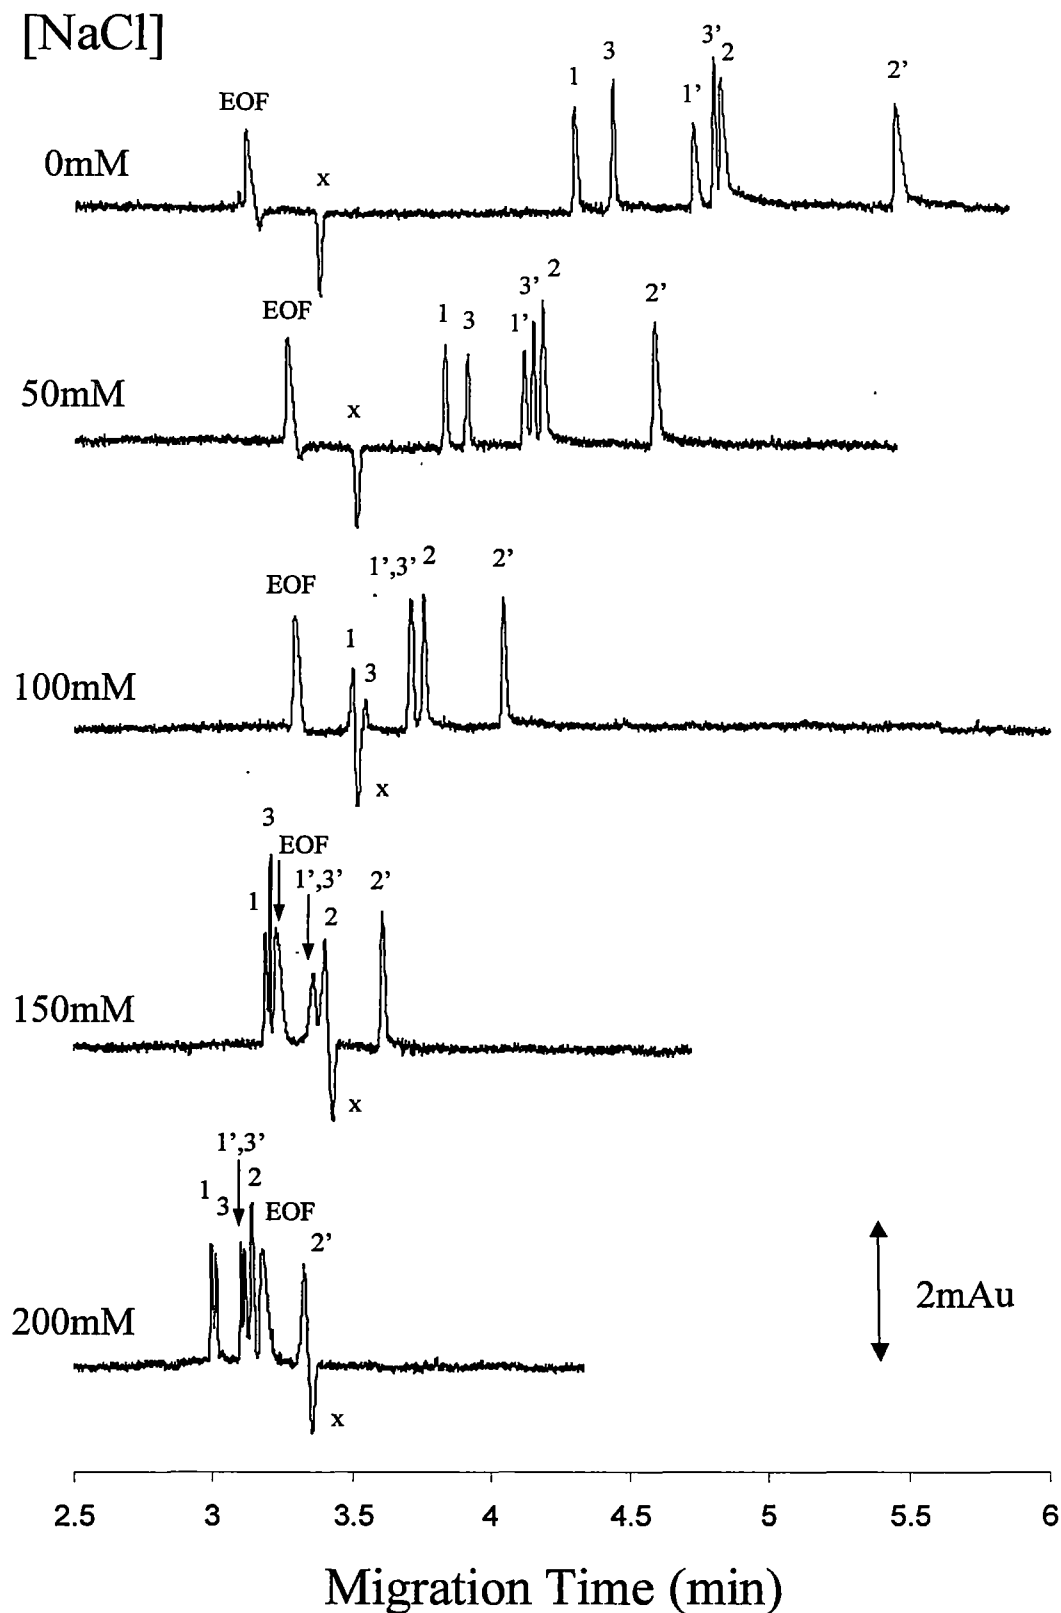 [NaCl]
0mM
EOF
x
1
3
1’
3’
2
2’
50mM
EOF
x
1
3
1’
3’
2
2’
100mM
EOF
1
3
x
1’,3’
2
2’
150mM
1
3
EOF
1’,3’
2
x
2’
200mM
1
3
1’,3’
2
EOF
2’
x
2mAu
2.5 3 3.5 4 4.5 5 5.5 6
Migration Time (min)